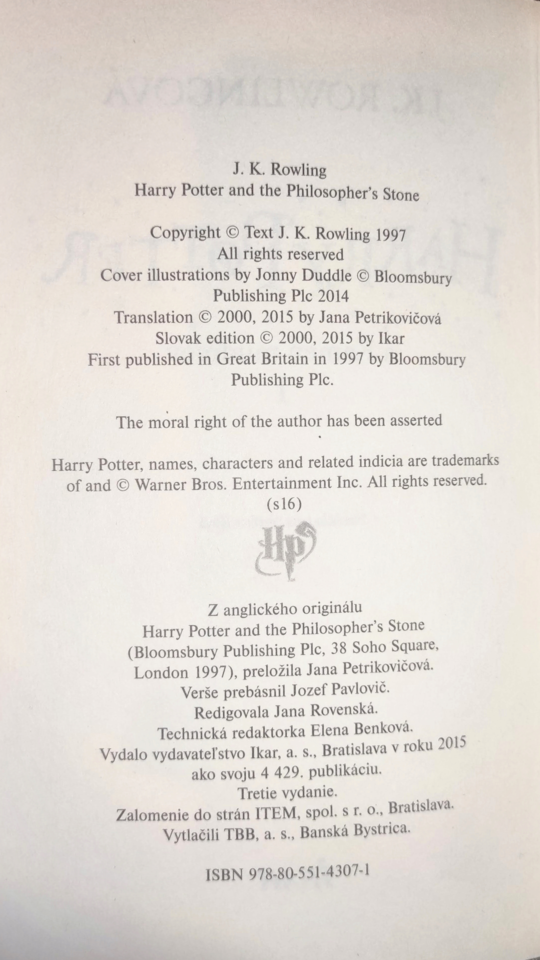 J. K. Rowling
Harry Potter and the Philosopher's Stone
Copyright © Text J. K. Rowling 1997
All rights reserved
Cover illustrations by Jonny Duddle © Bloomsbury
Publishing Plc 2014
Translation © 2000, 2015 by Jana Petrikovičová
Slovak edition © 2000, 2015 by Ikar
First published in Great Britain in 1997 by Bloomsbury
Publishing Plc.
The moral right of the author has been asserted
Harry Potter, names, characters and related indicia are trademarks
of and © Warner Bros. Entertainment Inc. All rights reserved.
(s16)
HP
Z anglického originálu
Harry Potter and the Philosopher's Stone
(Bloomsbury Publishing Plc, 38 Soho Square,
London 1997), preložila Jana Petrikovičová.
Verše prebásnil Jozef Pavlovič.
Redigovala Jana Rovenská.
Technická redaktorka Elena Benková.
Vydalo vydavateľstvo Ikar, a. s., Bratislava v roku 2015
ako svoju 4 429. publikáciu.
Tretie vydanie.
Zalomenie do strán ITEM, spol. s r. o., Bratislava.
Vytlačili TBB, a. s., Banská Bystrica.
ISBN 978-80-551-4307-1